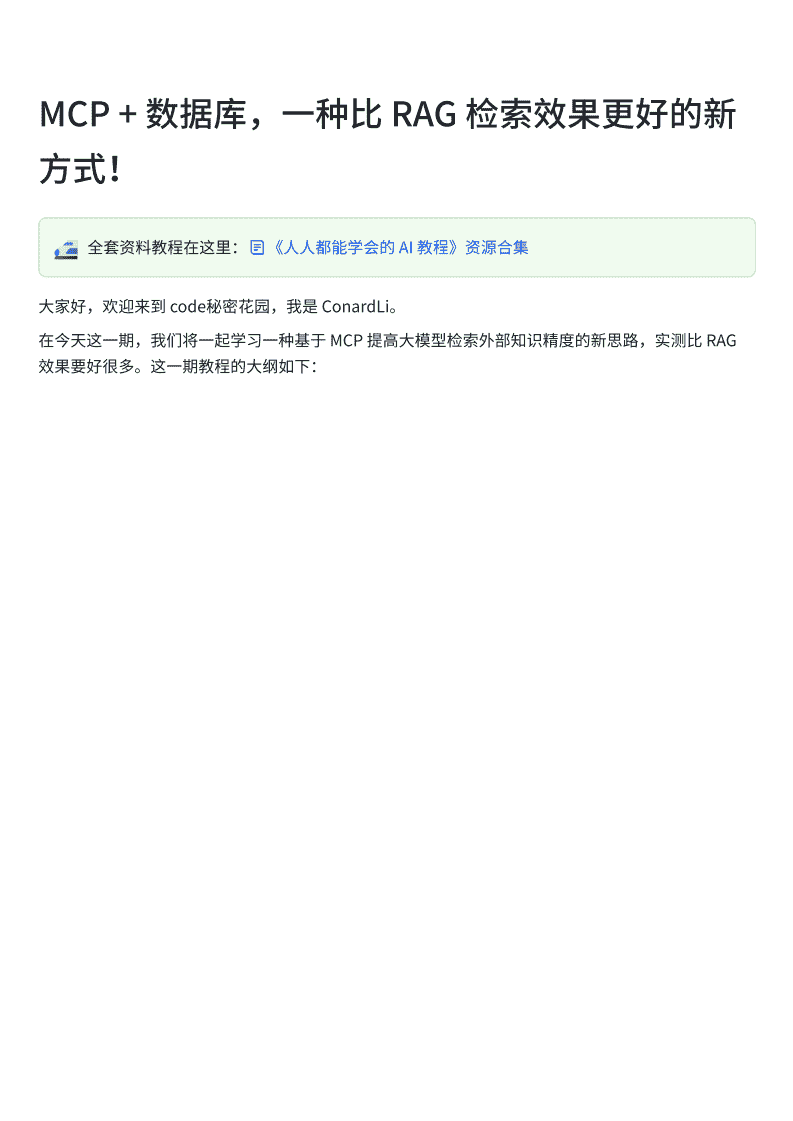 MCP + 数据库，一种比 RAG 检索效果更好的新
方式！
全套资料教程在这里：《人人都能学会的 AI 教程》资源合集
大家好，欢迎来到 code秘密花园，我是 ConardLi。
在今天这一期，我们将一起学习一种基于 MCP 提高大模型检索外部知识精度的新思路，实测比 RAG
效果要好很多。这一期教程的大纲如下：